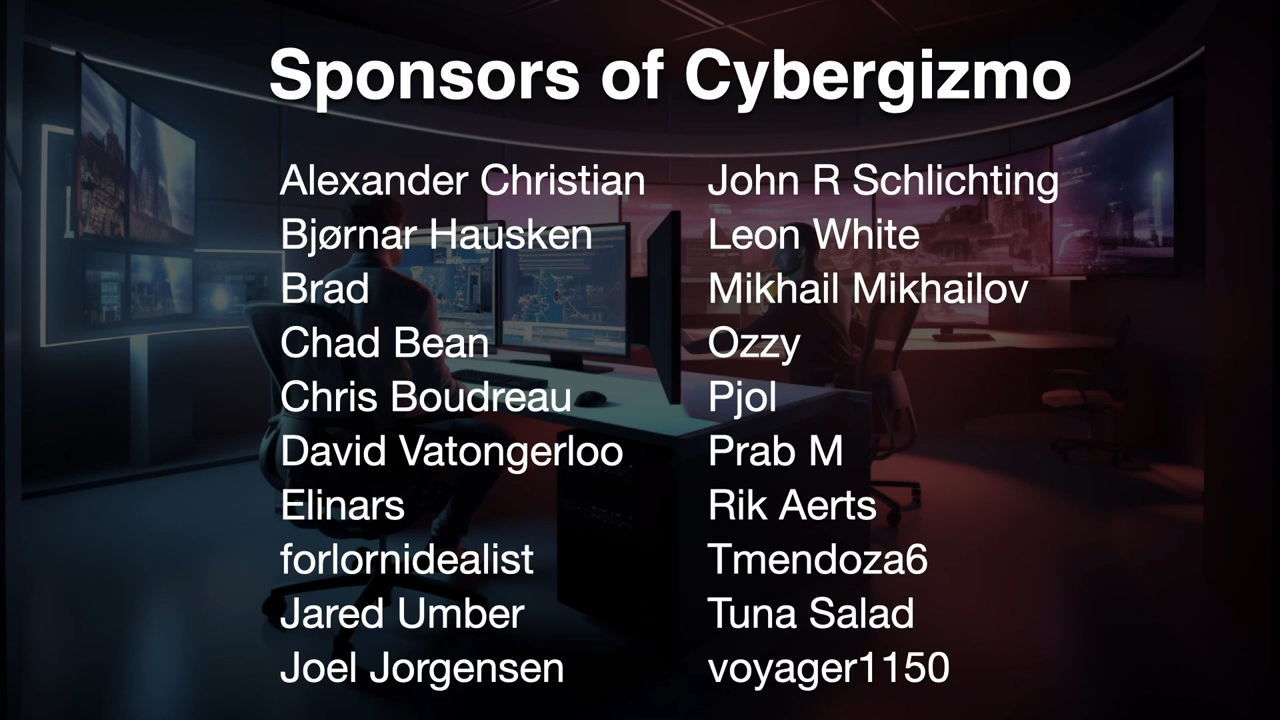 Sponsors of Cybergizmo
Alexander Christian
Bjørnar Hausken
Brad
Chad Bean
Chris Boudreau
David Vatongerloo
Elinars
forlornidealist
Jared Umber
Joel Jorgensen
John R Schlichting
Leon White
Mikhail Mikhailov
Ozzy
Pjol
Prab M
Rik Aerts
Tmendoza6
Tuna Salad
voyager1150